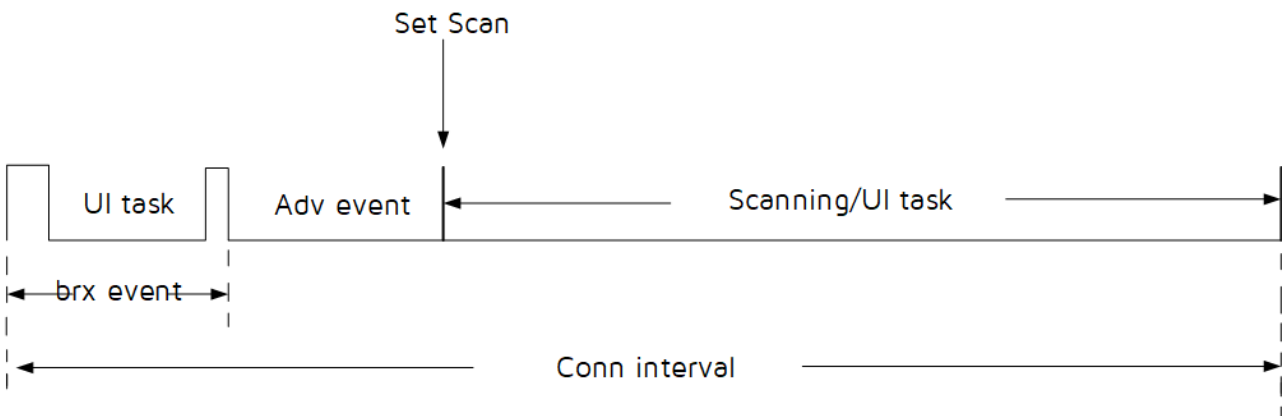 Set Scan
UI task
Adv event
Scanning/UI task
brx event
Conn interval